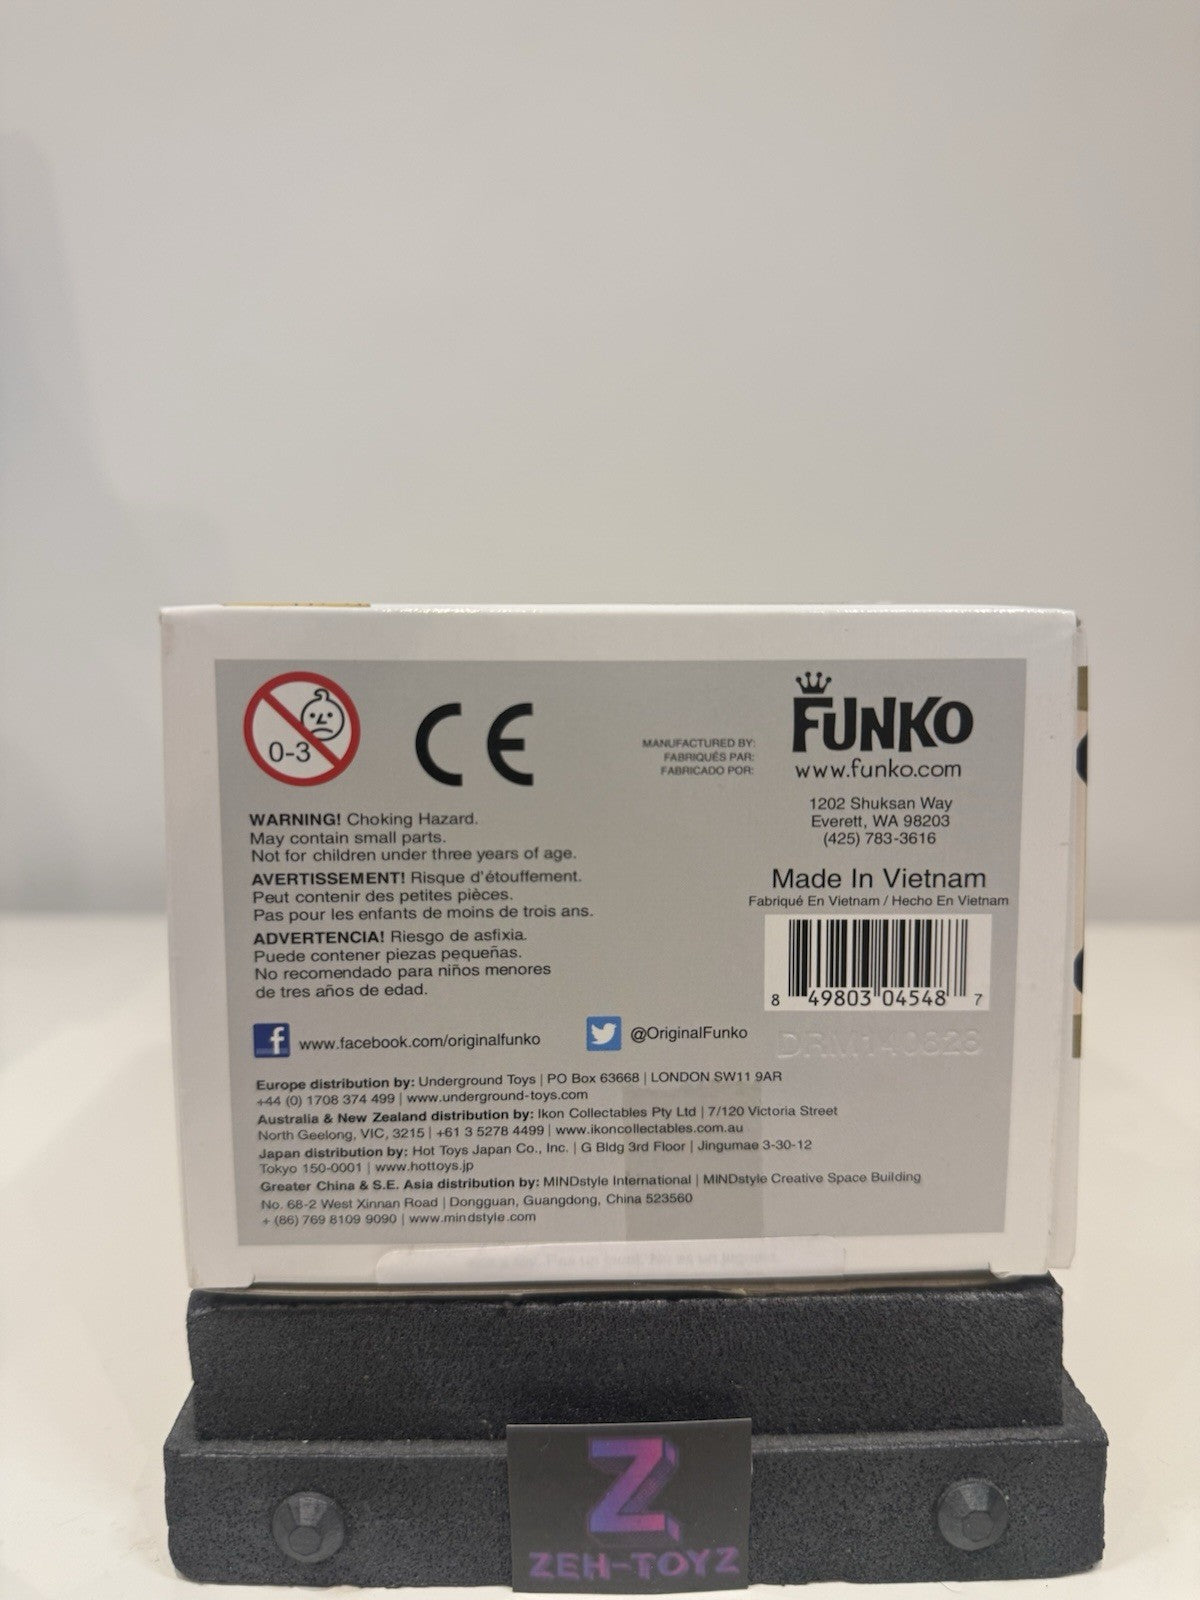 0-3
CE
MANUFACTURED BY:
FABRIQUÉS PAR:
FABRICADO POR:
FUNKO
www.funko.com
1202 Shuksan Way
Everett, WA 98203
(425) 783-3616
Made In Vietnam
Fabriqué En Vietnam / Hecho En Vietnam
8 49803 04548 7
DRM140623
WARNING! Choking Hazard.
May contain small parts.
Not for children under three years of age.
AVERTISSEMENT! Risque d'étouffement.
Peut contenir des petites pièces.
Pas pour les enfants de moins de trois ans.
ADVERTENCIA! Riesgo de asfixia.
Puede contener piezas pequeñas.
No recomendado para niños menores
de tres años de edad.
f www.facebook.com/originalfunko
@OriginalFunko
Europe distribution by: Underground Toys | PO Box 63668 | LONDON SW11 9AR
+44 (0) 1708 374 499 | www.underground-toys.com
Australia & New Zealand distribution by: Ikon Collectables Pty Ltd | 7/120 Victoria Street
North Geelong, VIC, 3215 | +61 3 5278 4499 | www.ikoncollectables.com.au
Japan distribution by: Hot Toys Japan Co., Inc. | G Bldg 3rd Floor | Jingumae 3-30-12
Tokyo 150-0001 | www.hottoys.jp
Greater China & S.E. Asia distribution by: MINDstyle International | MINDstyle Creative Space Building
No. 68-2 West Xinnan Road | Dongguan, Guangdong, China 523560
+ (86) 769 8109 9090 | www.mindstyle.com
Z
ZEH-TOYZ